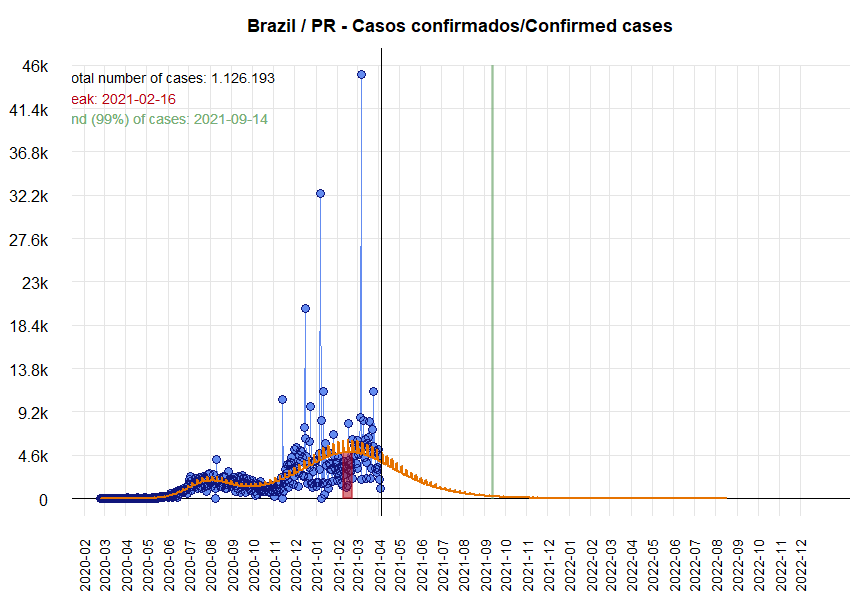 Brazil / PR - Casos confirmados/Confirmed cases
46k
otal number of cases: 1.126.193
eak: 2021-02-16
41.4k
nd (99%) of cases: 2021-09-14
36.8k
32.2k
27.6k
23k
18.4k
13.8k
9.2k
4.6k
0
2020-02
2020-03
2020-04
2020-05
2020-06
2020-07
2020-08
2020-09
2020-10
2020-11
2020-12
2021-01
2021-02
2021-03
2021-04
2021-05
2021-06
2021-07
2021-08
2021-09
2021-10
2021-11
2021-12
2022-01
2022-02
2022-03
2022-04
2022-05
2022-06
2022-07
2022-08
2022-09
2022-10
2022-11
2022-12